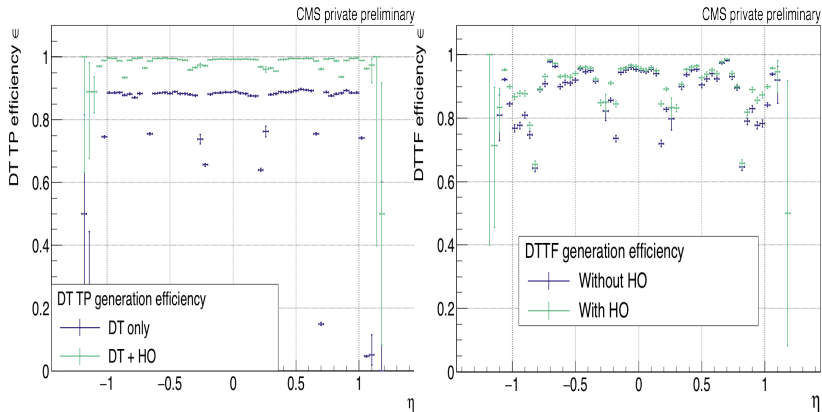 CMS private preliminary
DT TP efficiency ϵ
1
0.8
0.6
0.4
0.2
0
DT TP generation efficiency
DT only
DT + HO
−1 −0.5 0 0.5 1
η
CMS private preliminary
DTTF efficiency ϵ
1
0.8
0.6
0.4
0.2
0
DTTF generation efficiency
Without HO
With HO
−1 −0.5 0 0.5 1
η